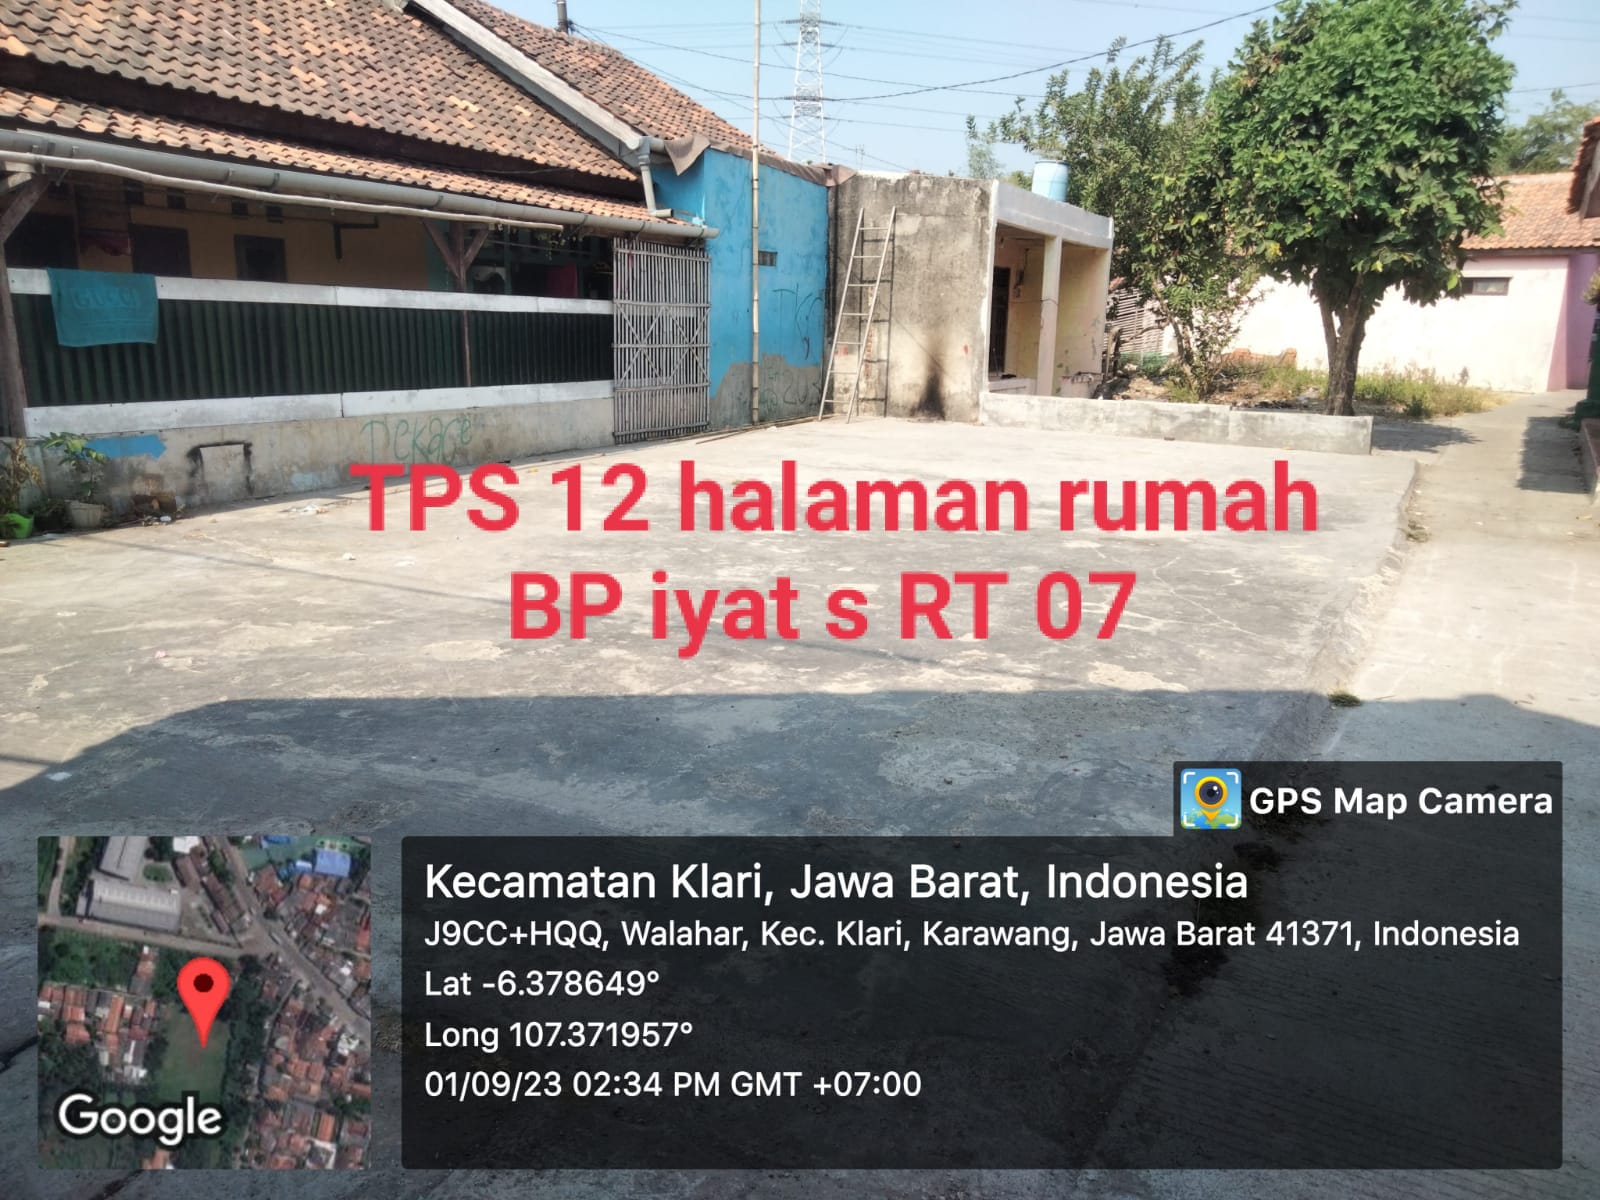 Dekace
TPS 12 halaman rumah
BP iyat s RT 07
GPS Map Camera
Kecamatan Klari, Jawa Barat, Indonesia
J9CC+HQQ, Walahar, Kec. Klari, Karawang, Jawa Barat 41371, Indonesia
Lat -6.378649°
Long 107.371957°
01/09/23 02:34 PM GMT +07:00
Google